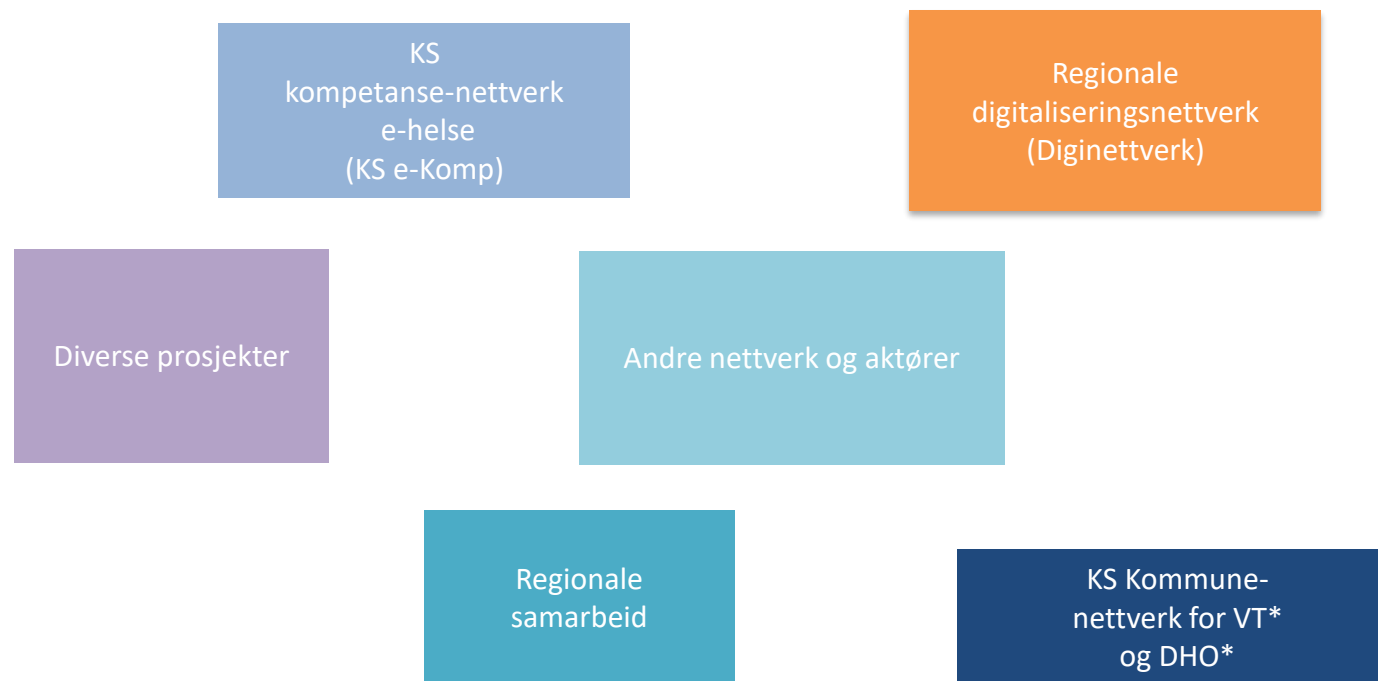 KS
kompetanse-nettverk
e-helse
(KS e-Komp)
Regionale
digitaliseringsnettverk
(Diginettverk)
Diverse prosjekter
Andre nettverk og aktører
Regionale
samarbeid
KS Kommune-
nettverk for VT*
og DHO*